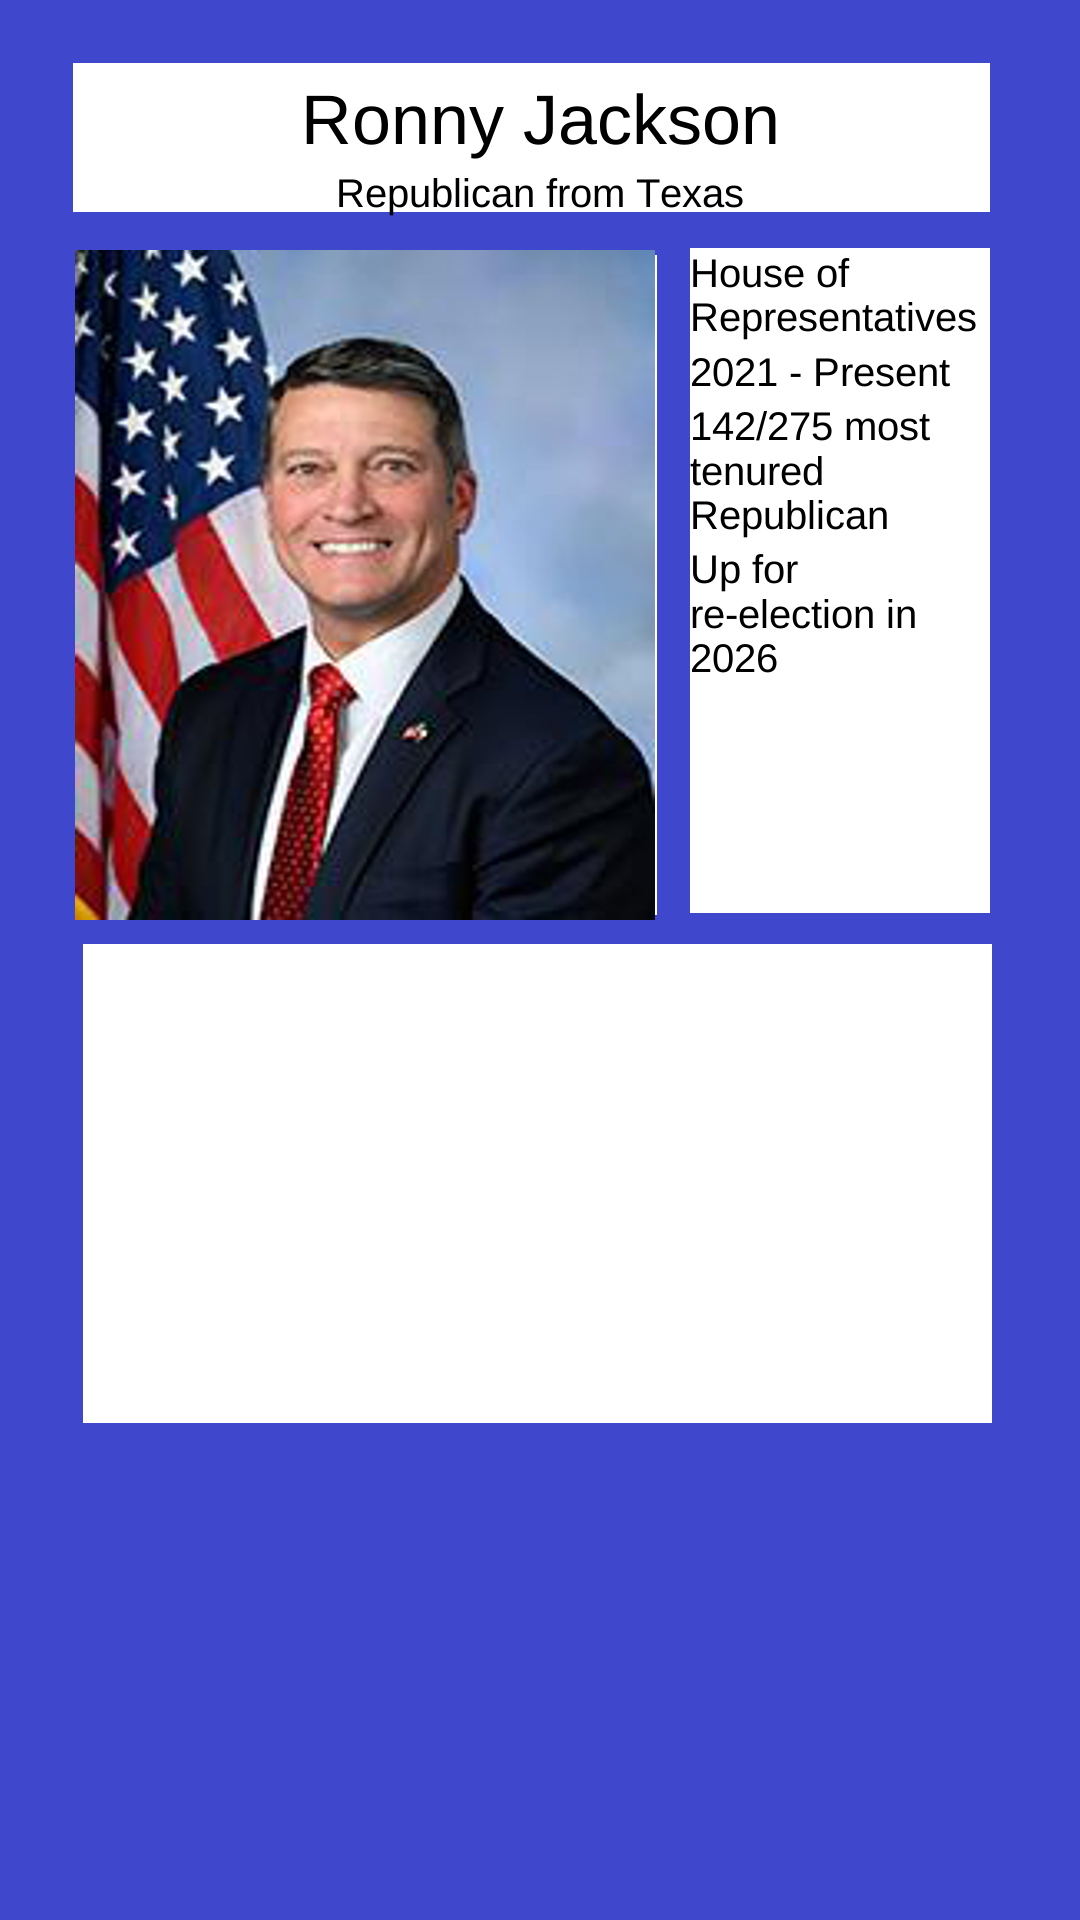 Ronny Jackson
Republican from Texas
House of
Representatives
2021 - Present
142/275 most
tenured
Republican
Up for
re-election in
2026